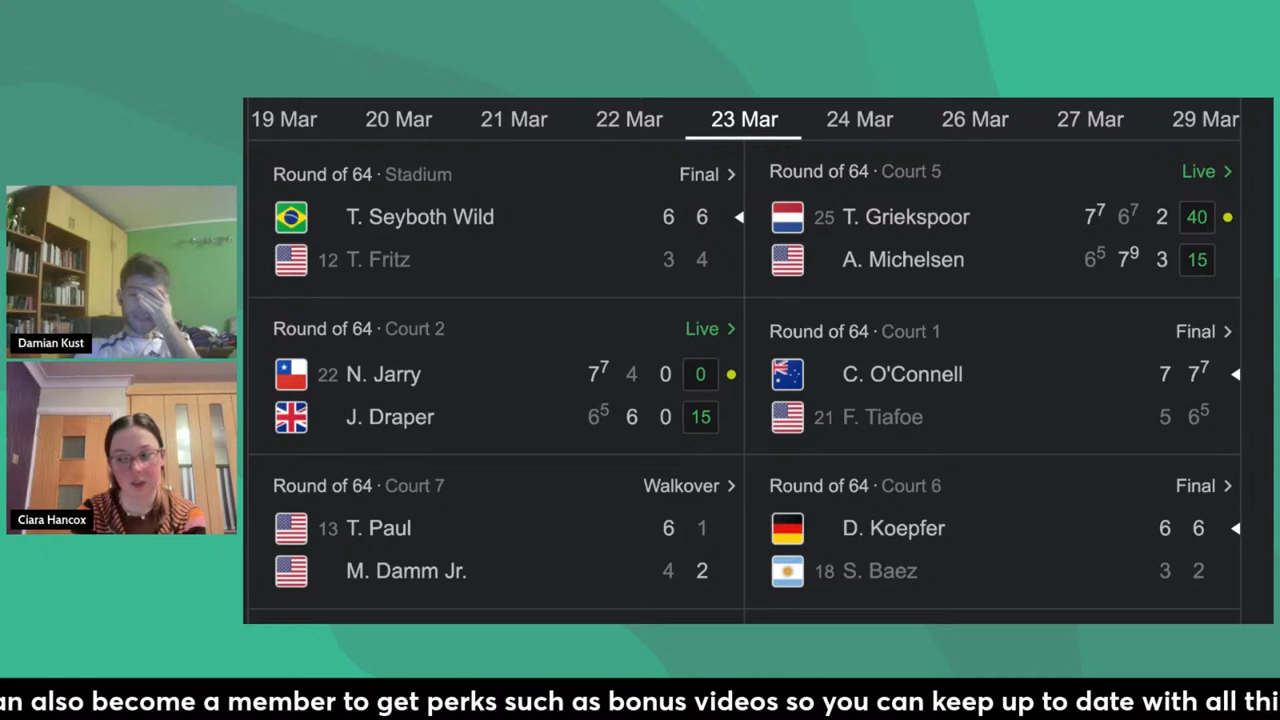 19 Mar 20 Mar 21 Mar 22 Mar 23 Mar 24 Mar 26 Mar 27 Mar 29 Mar
Round of 64 · Stadium Final >
T. Seyboth Wild 6 6
12 T. Fritz 3 4
Round of 64 · Court 5 Live >
25 T. Griekspoor 7⁷ 6⁷ 2 40
A. Michelsen 6⁵ 7⁹ 3 15
Round of 64 · Court 2 Live >
22 N. Jarry 7⁷ 4 0 0
J. Draper 6⁵ 6 0 15
Round of 64 · Court 1 Final >
C. O'Connell 7 7⁷
21 F. Tiafoe 5 6⁵
Round of 64 · Court 7 Walkover >
13 T. Paul 6 1
M. Damm Jr. 4 2
Round of 64 · Court 6 Final >
D. Koepfer 6 6
18 S. Baez 3 2
Damian Kust
Ciara Hancox
an also become a member to get perks such as bonus videos so you can keep up to date with all thi